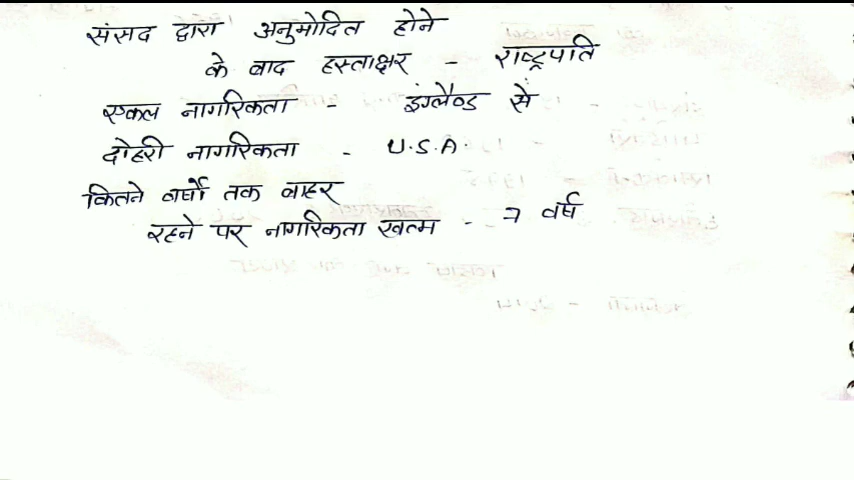 संसद द्वारा अनुमोदित होने
के बाद हस्ताक्षर - राष्ट्रपति
एकल नागरिकता - इंग्लैण्ड से
दोहरी नागरिकता - U.S.A.
कितने वर्षों तक बाहर
रहने पर नागरिकता खत्म - 7 वर्ष